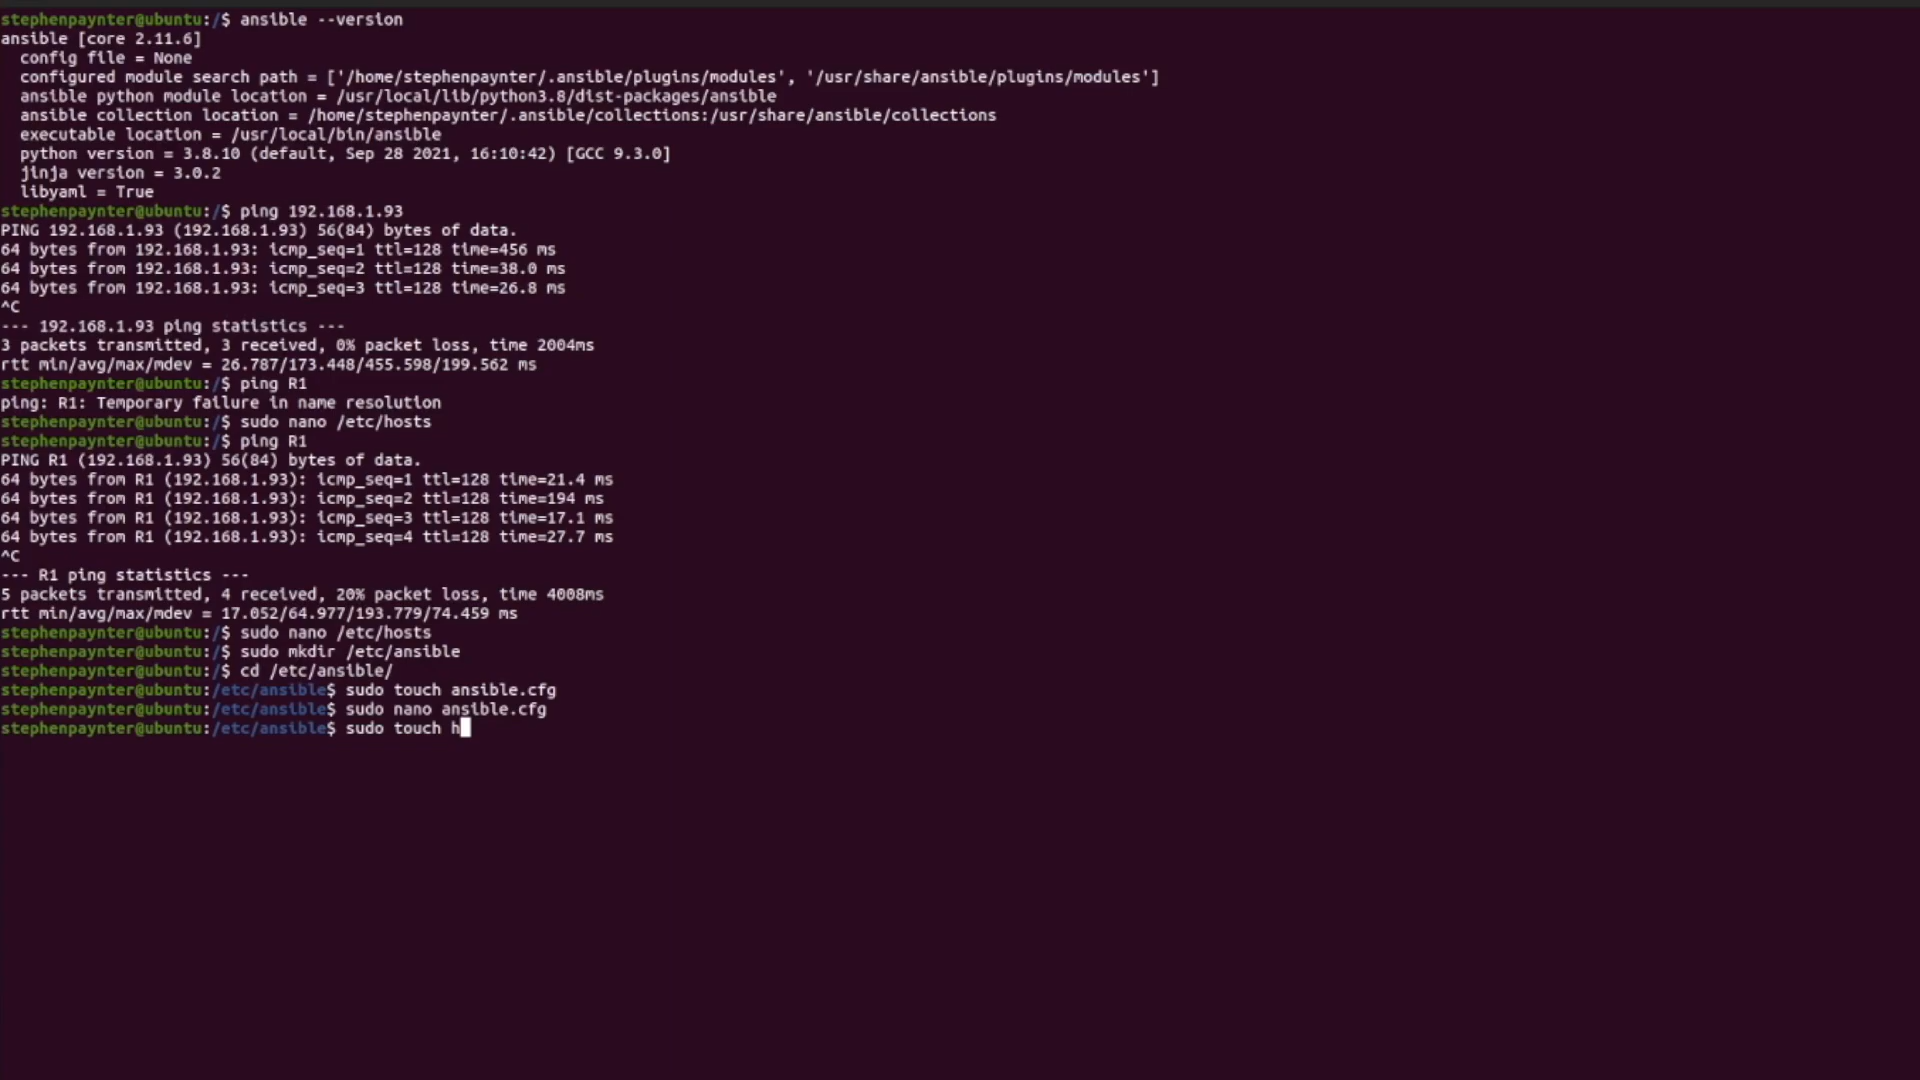 stephenpaynter@ubuntu:/$ ansible --version
ansible [core 2.11.6]
  config file = None
  configured module search path = ['/home/stephenpaynter/.ansible/plugins/modules', '/usr/share/ansible/plugins/modules']
  ansible python module location = /usr/local/lib/python3.8/dist-packages/ansible
  ansible collection location = /home/stephenpaynter/.ansible/collections:/usr/share/ansible/collections
  executable location = /usr/local/bin/ansible
  python version = 3.8.10 (default, Sep 28 2021, 16:10:42) [GCC 9.3.0]
  jinja version = 3.0.2
  libyaml = True
stephenpaynter@ubuntu:/$ ping 192.168.1.93
PING 192.168.1.93 (192.168.1.93) 56(84) bytes of data.
64 bytes from 192.168.1.93: icmp_seq=1 ttl=128 time=456 ms
64 bytes from 192.168.1.93: icmp_seq=2 ttl=128 time=38.0 ms
64 bytes from 192.168.1.93: icmp_seq=3 ttl=128 time=26.8 ms
^C
--- 192.168.1.93 ping statistics ---
3 packets transmitted, 3 received, 0% packet loss, time 2004ms
rtt min/avg/max/mdev = 26.787/173.448/455.598/199.562 ms
stephenpaynter@ubuntu:/$ ping R1
ping: R1: Temporary failure in name resolution
stephenpaynter@ubuntu:/$ sudo nano /etc/hosts
stephenpaynter@ubuntu:/$ ping R1
PING R1 (192.168.1.93) 56(84) bytes of data.
64 bytes from R1 (192.168.1.93): icmp_seq=1 ttl=128 time=21.4 ms
64 bytes from R1 (192.168.1.93): icmp_seq=2 ttl=128 time=194 ms
64 bytes from R1 (192.168.1.93): icmp_seq=3 ttl=128 time=17.1 ms
64 bytes from R1 (192.168.1.93): icmp_seq=4 ttl=128 time=27.7 ms
^C
--- R1 ping statistics ---
5 packets transmitted, 4 received, 20% packet loss, time 4008ms
rtt min/avg/max/mdev = 17.052/64.977/193.779/74.459 ms
stephenpaynter@ubuntu:/$ sudo nano /etc/hosts
stephenpaynter@ubuntu:/$ sudo mkdir /etc/ansible
stephenpaynter@ubuntu:/$ cd /etc/ansible/
stephenpaynter@ubuntu:/etc/ansible$ sudo touch ansible.cfg
stephenpaynter@ubuntu:/etc/ansible$ sudo nano ansible.cfg
stephenpaynter@ubuntu:/etc/ansible$ sudo touch h